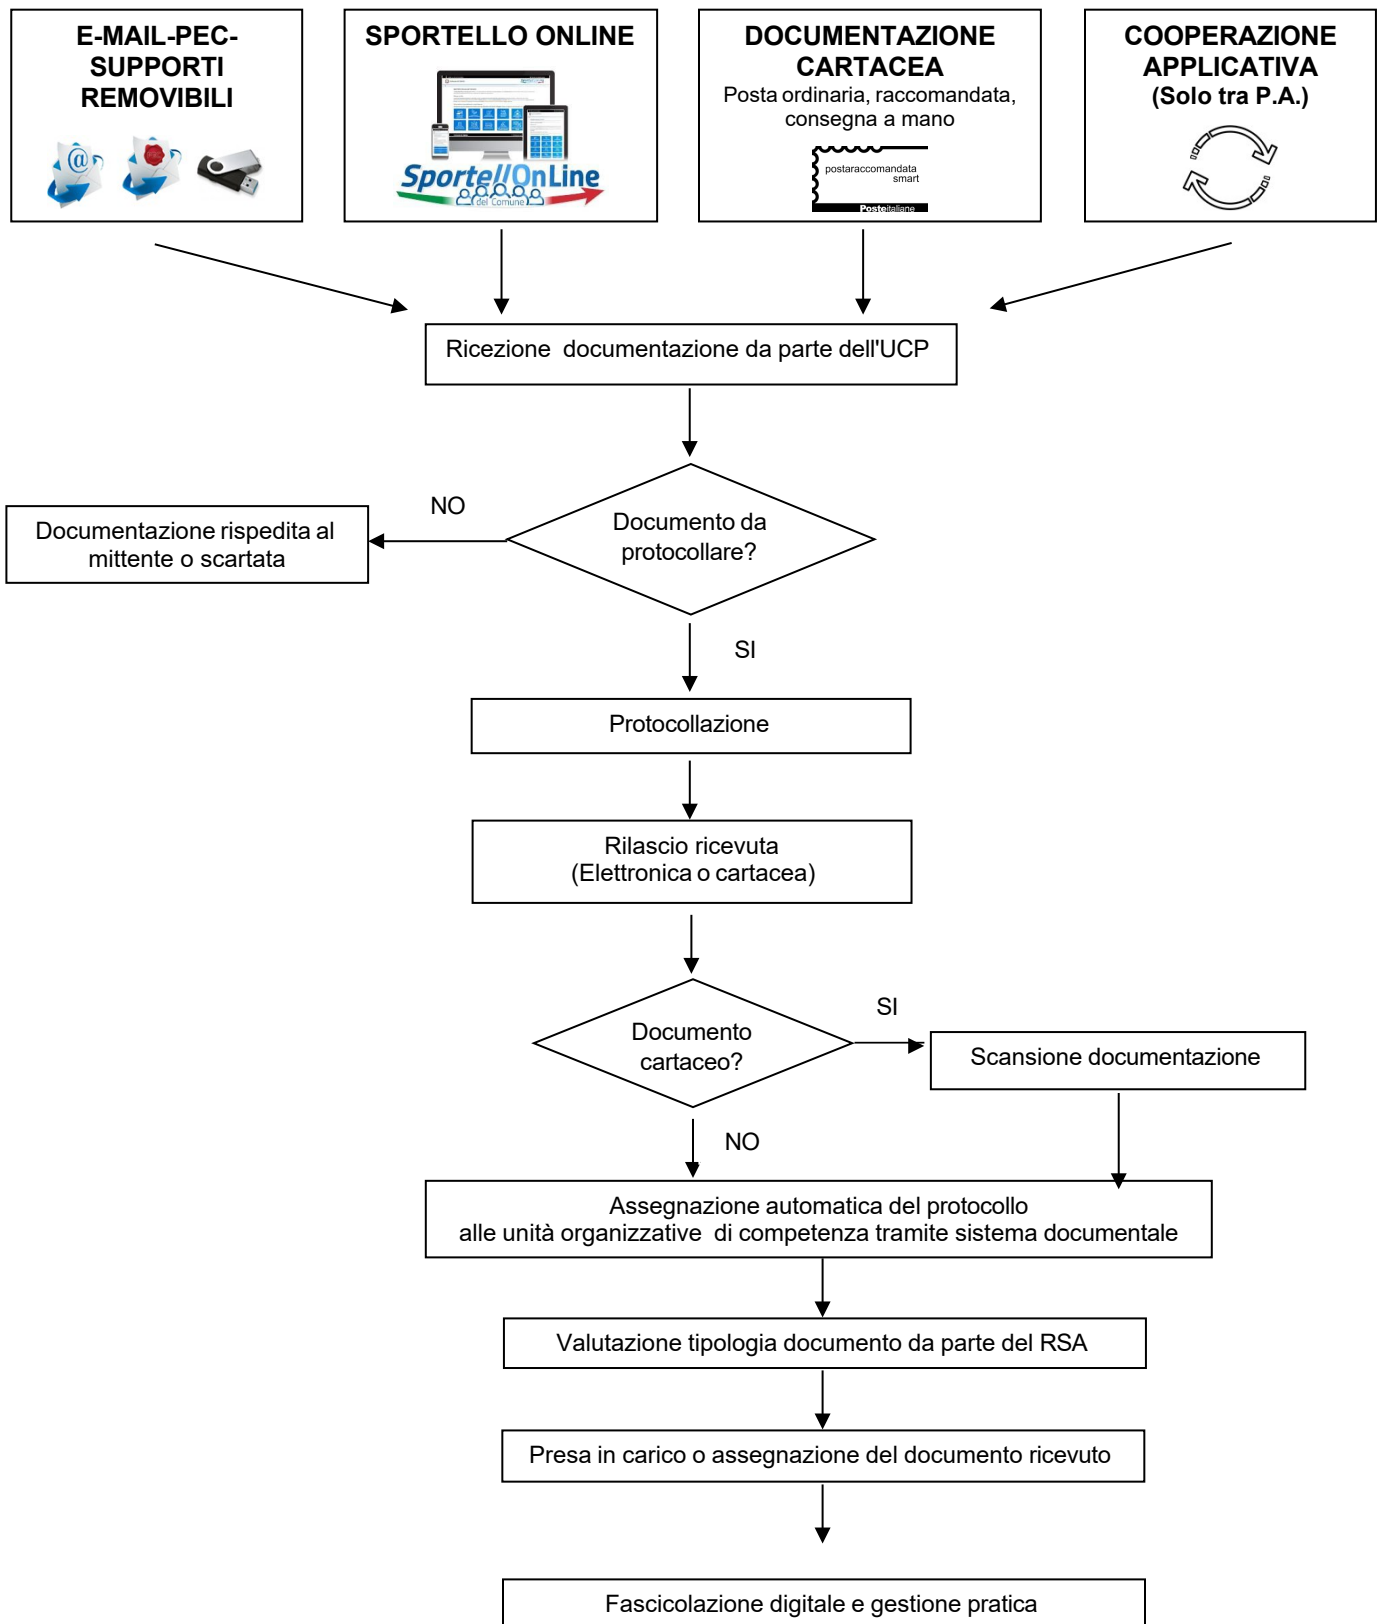 E-MAIL-PEC-
SUPPORTI
REMOVIBILI
SPORTELLO ONLINE
SportellOnLine
del Comune
DOCUMENTAZIONE
CARTACEA
Posta ordinaria, raccomandata,
consegna a mano
postaraccomandata
smart
Posteitaliane
COOPERAZIONE
APPLICATIVA
(Solo tra P.A.)
Ricezione documentazione da parte dell'UCP
Documento da
protocollare?
NO
Documentazione rispedita al
mittente o scartata
SI
Protocollazione
Rilascio ricevuta
(Elettronica o cartacea)
Documento
cartaceo?
SI
Scansione documentazione
NO
Assegnazione automatica del protocollo
alle unità organizzative di competenza tramite sistema documentale
Valutazione tipologia documento da parte del RSA
Presa in carico o assegnazione del documento ricevuto
Fascicolazione digitale e gestione pratica